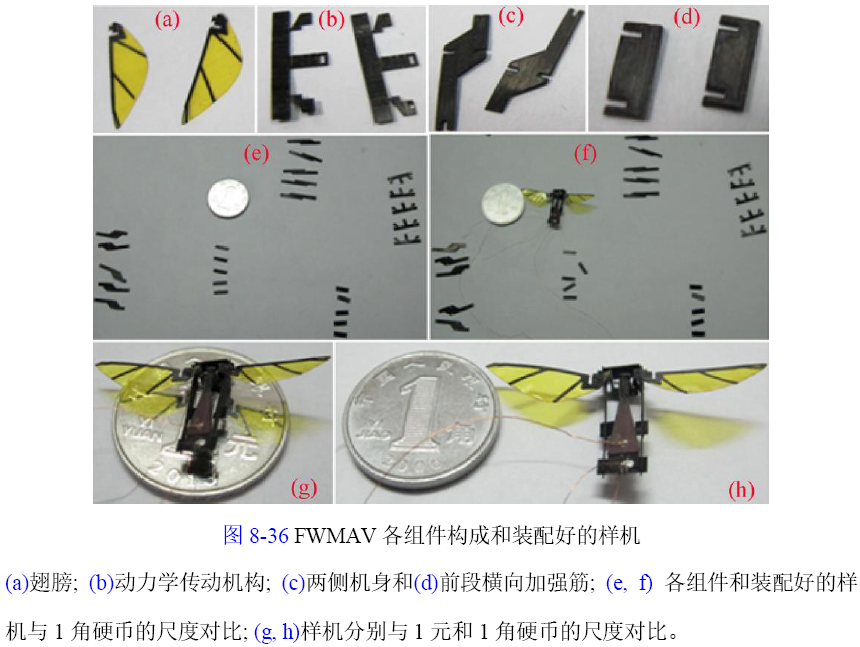 (a)
(b)
(c)
(d)
(e)
(f)
YUAN
(g)
1
JIAO
(h)
图 8-36 FWMAV 各组件构成和装配好的样机
(a)翅膀; (b)动力学传动机构; (c)两侧机身和(d)前段横向加强筋; (e, f) 各组件和装配好的样
机与 1 角硬币的尺度对比; (g, h)样机分别与 1 元和 1 角硬币的尺度对比。